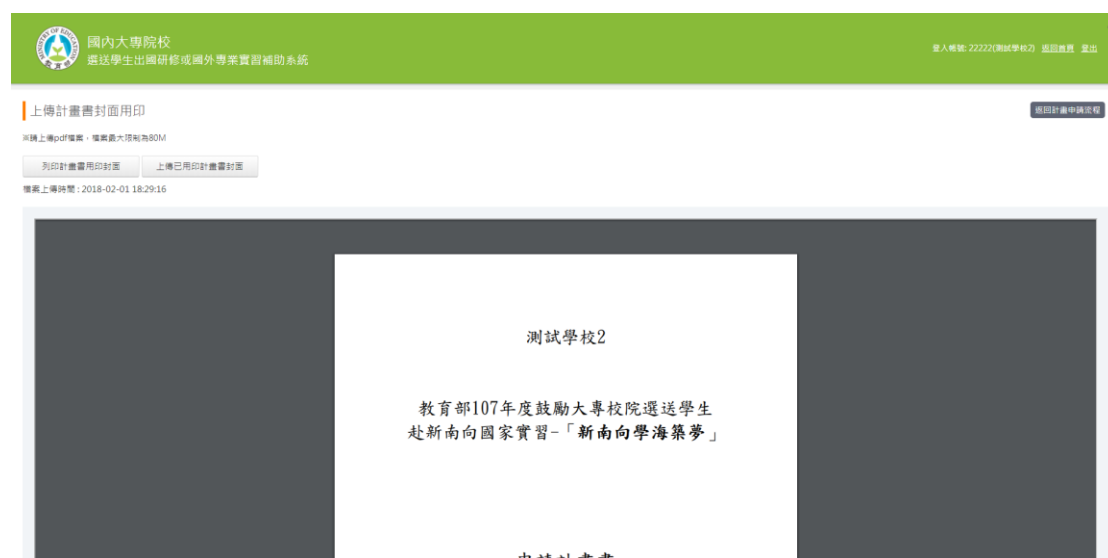 國內大專院校
選送學生出國研修或國外專業實習補助系統
登入帳號: 22222(測試學校2) 返回首頁 登出
上傳計畫書封面用印
返回計畫申請流程
※請上傳pdf檔案,檔案最大限制為80M
列印計畫書用印封面 上傳已用印計畫書封面
檔案上傳時間 : 2018-02-01 18:29:16
測試學校2
教育部107年度鼓勵大專校院選送學生
赴新南向國家實習-「新南向學海築夢」
申請計畫書